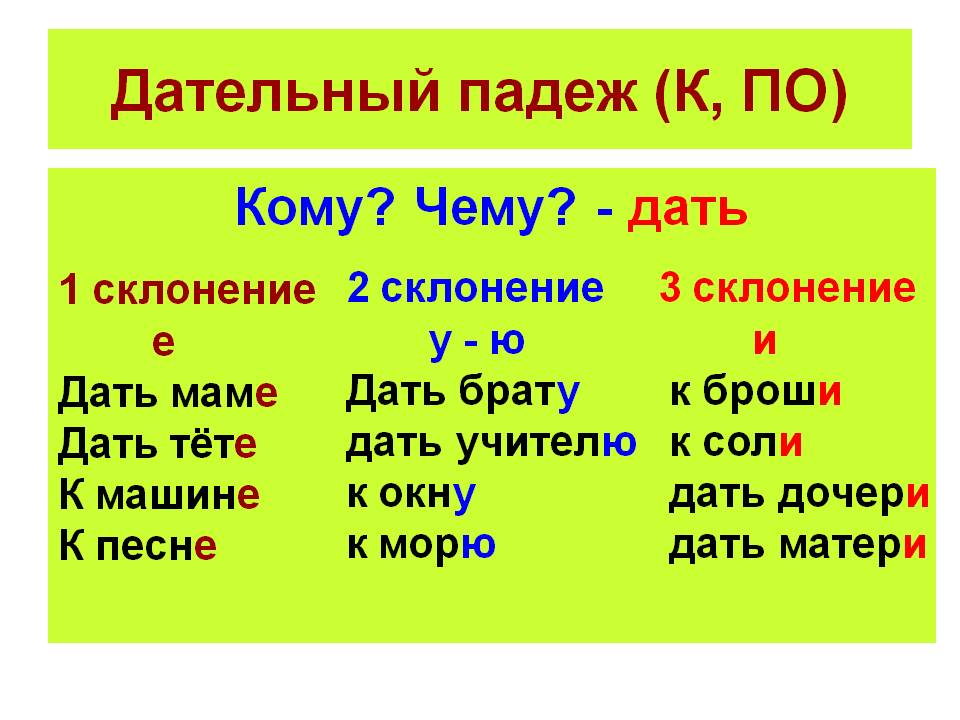 Дательный падеж (К, ПО)
Кому? Чему? - дать
1 склонение
е
Дать маме
Дать тёте
К машине
К песне
2 склонение
у - ю
Дать брату
дать учителю
к окну
к морю
3 склонение
и
к броши
к соли
дать дочери
дать матери